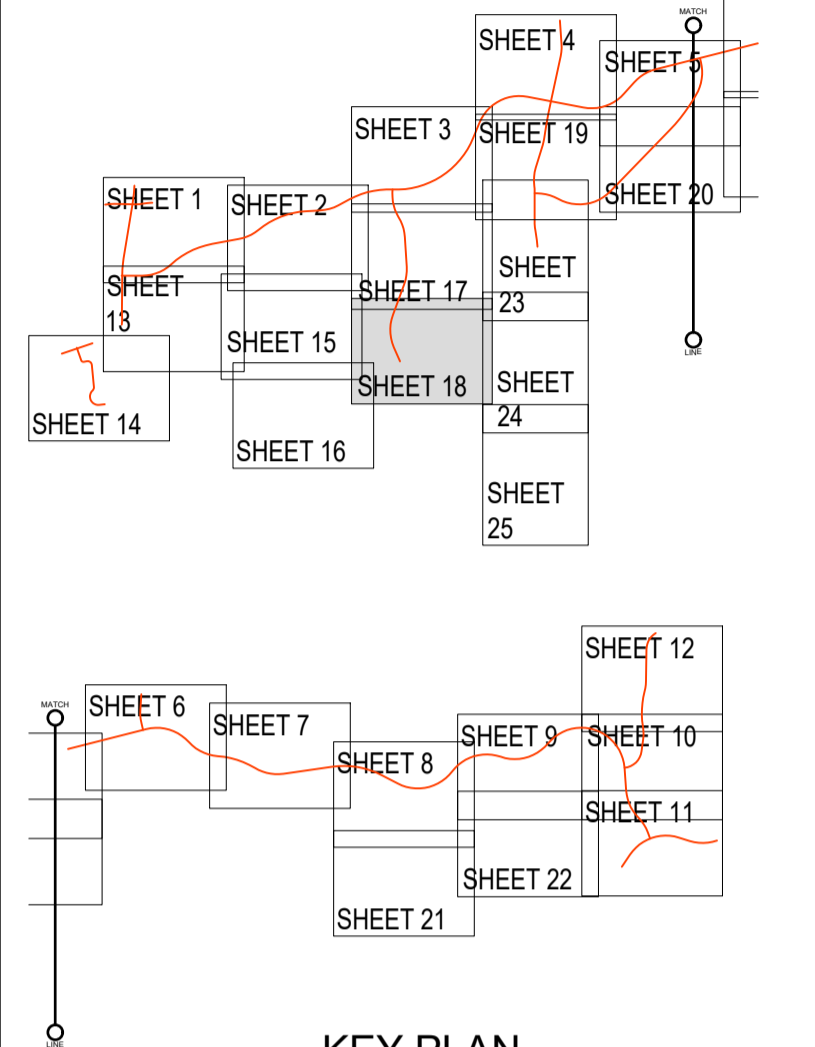 MATCH
SHEET 4
SHEET 5
SHEET 3
SHEET 19
SHEET 1
SHEET 2
SHEET 20
SHEET
23
SHEET
13
SHEET 17
SHEET 15
LINE
SHEET 18
SHEET
24
SHEET 14
SHEET 16
SHEET
25
SHEET 12
MATCH
SHEET 6
SHEET 7
SHEET 9
SHEET 10
SHEET 8
SHEET 11
SHEET 22
SHEET 21
LINE
KEY PLAN